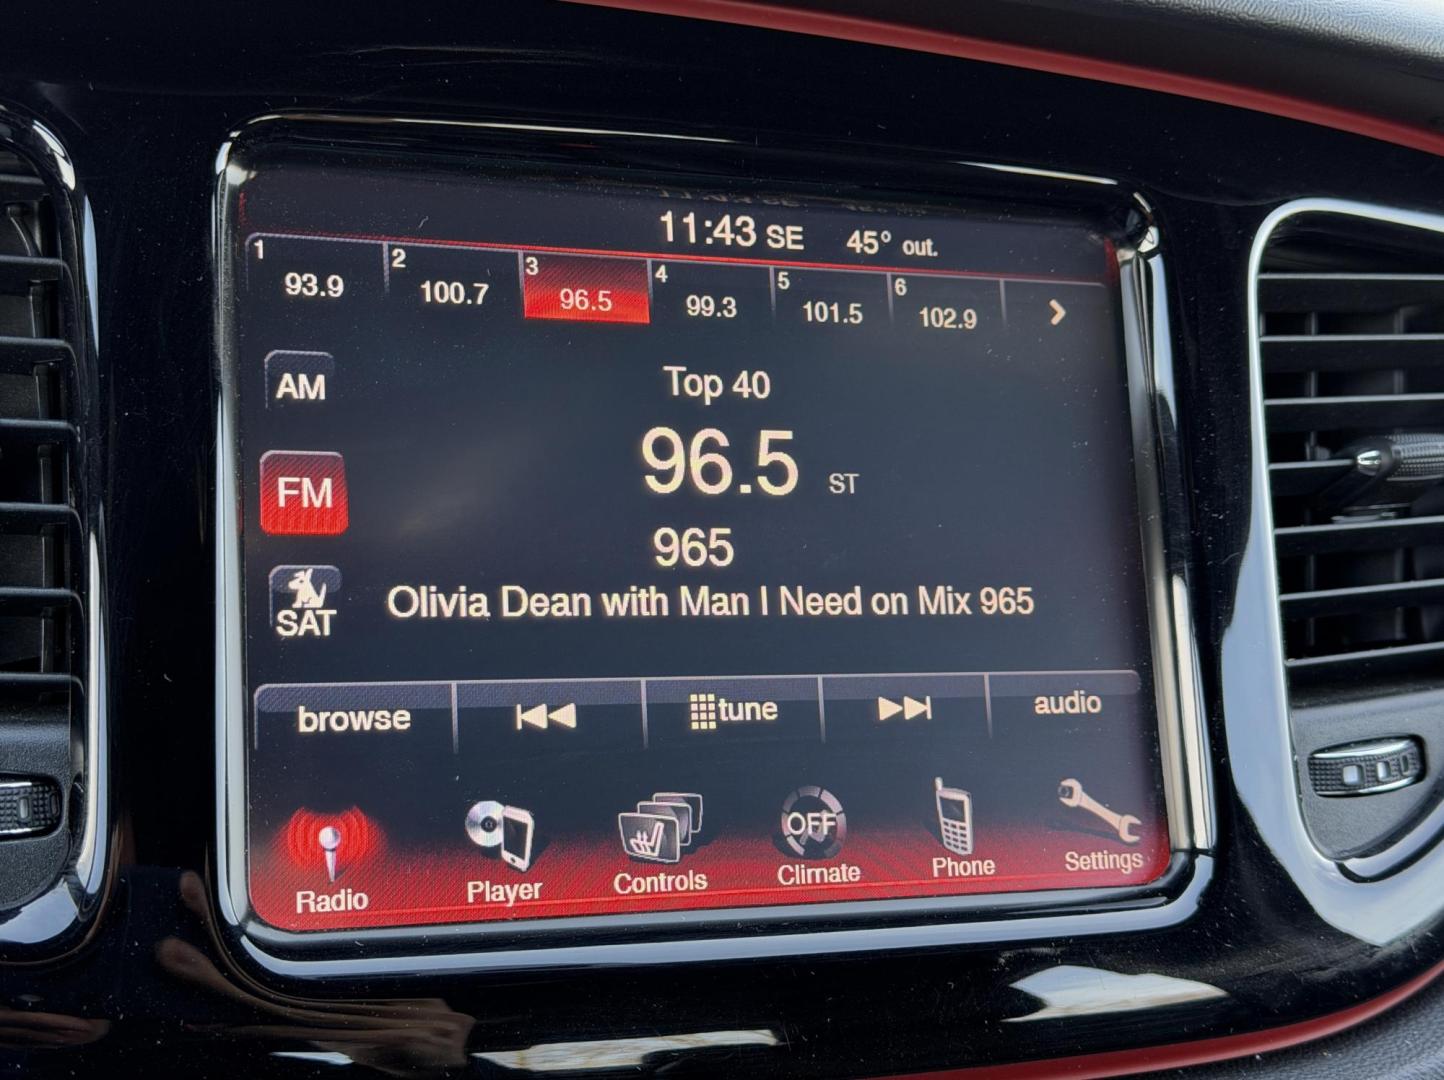 11:43 SE 45° out.
1 93.9 2 100.7 3 96.5 4 99.3 5 101.5 6 102.9
AM
Top 40
96.5 ST
FM
965
SAT
Olivia Dean with Man I Need on Mix 965
browse tune audio
OFF
Radio Player Controls Climate Phone Settings